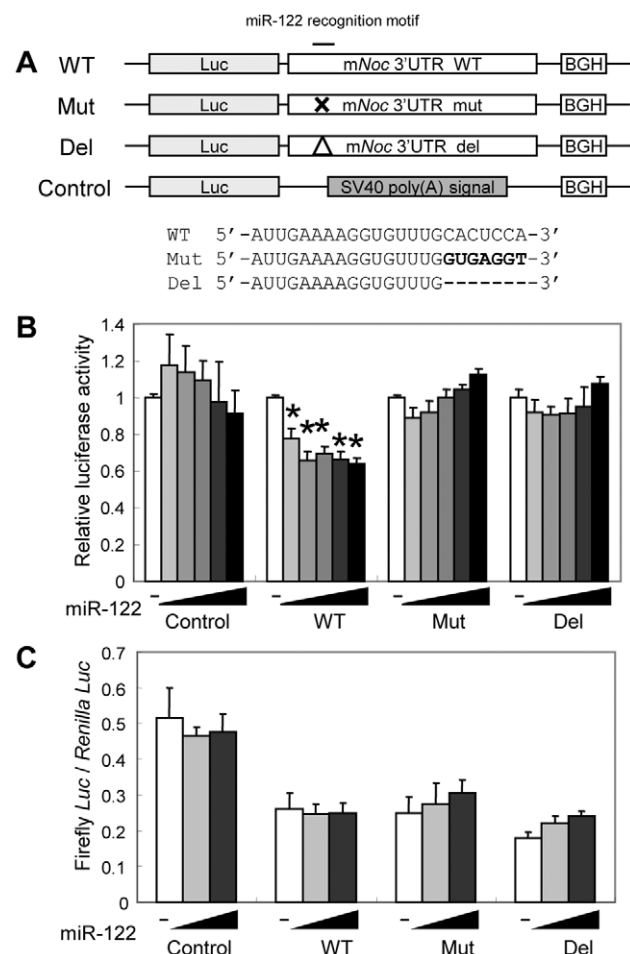 miR-122 recognition motif
A
WT Luc mNoc 3'UTR WT BGH
Mut Luc mNoc 3'UTR mut BGH
Del Luc mNoc 3'UTR del BGH
Control Luc SV40 poly(A) signal BGH
WT 5'-AUUGAAAAGGUGUUUGCACUCCA-3'
Mut 5'-AUUGAAAAGGUGUUUGGUGAGGT-3'
Del 5'-AUUGAAAAGGUGUUUG-------–3'
B
Relative luciferase activity
1.4
1.2
1
0.8
0.6
0.4
0.2
0
* ** **
miR-122 – – – –
Control WT Mut Del
C
Firefly Luc / Renilla Luc
0.7
0.6
0.5
0.4
0.3
0.2
0.1
0
miR-122 – – – –
Control WT Mut Del